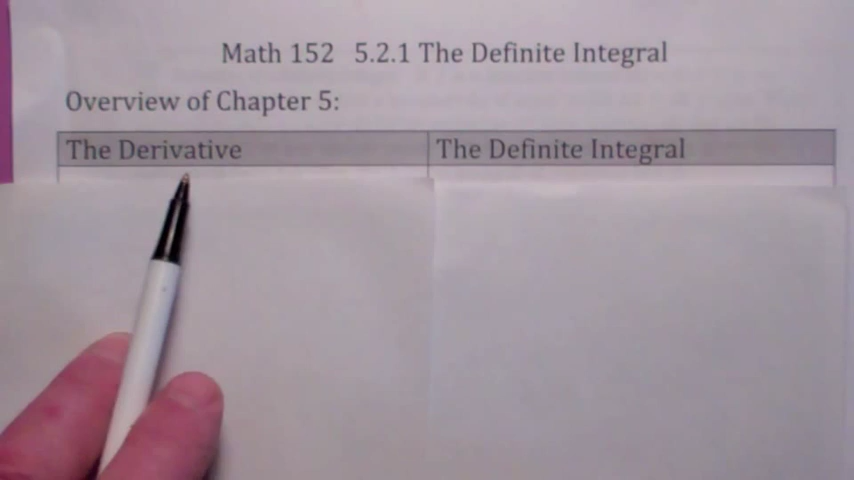 Math 152 5.2.1 The Definite Integral
Overview of Chapter 5:
The Derivative
The Definite Integral